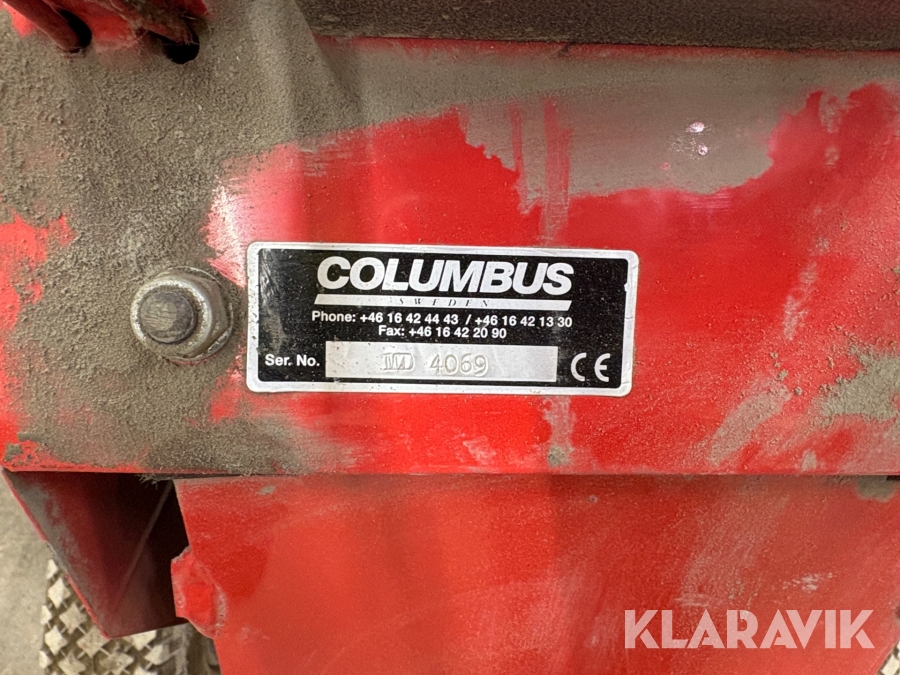 COLUMBUS
SWEDEN
Phone: +46 16 42 44 43 / +46 16 42 13 30
Fax: +46 16 42 20 90
Ser. No. 4069 CE
KLARAVIK